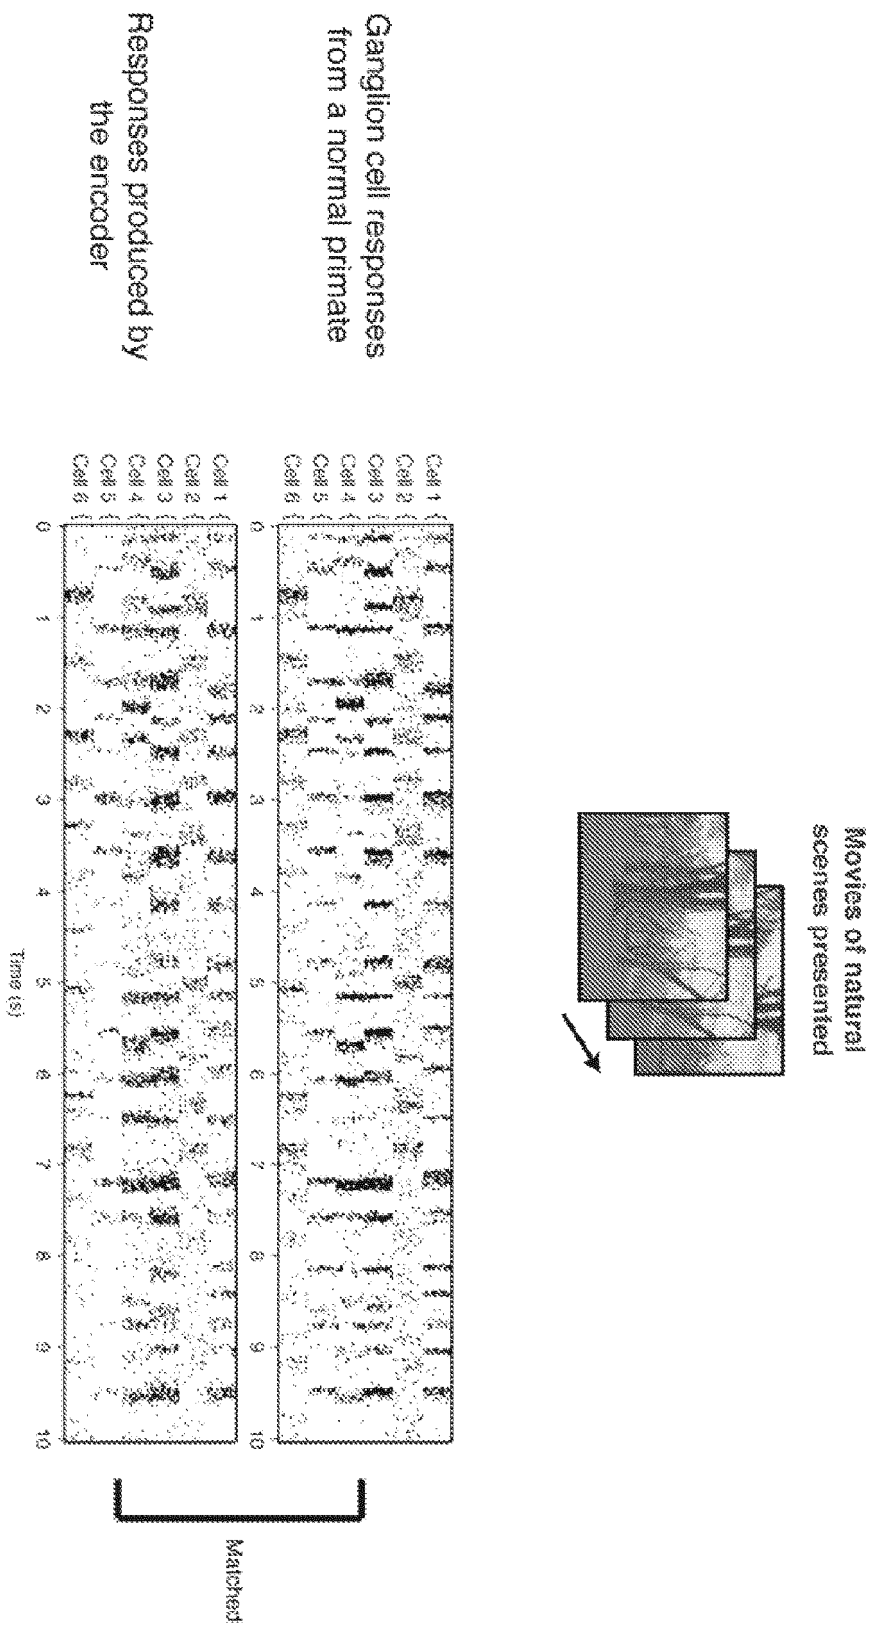 Movies of natural
scenes presented
Ganglion cell responses
from a normal primate
Cell 1
Cell 2
Cell 3
Cell 4
Cell 5
Cell 6
0 1 2 3 4 5 6 7 8 9 10
Responses produced by
the encoder
Cell 1
Cell 2
Cell 3
Cell 4
Cell 5
Cell 6
0 1 2 3 4 5 6 7 8 9 10
Time (s)
Matched